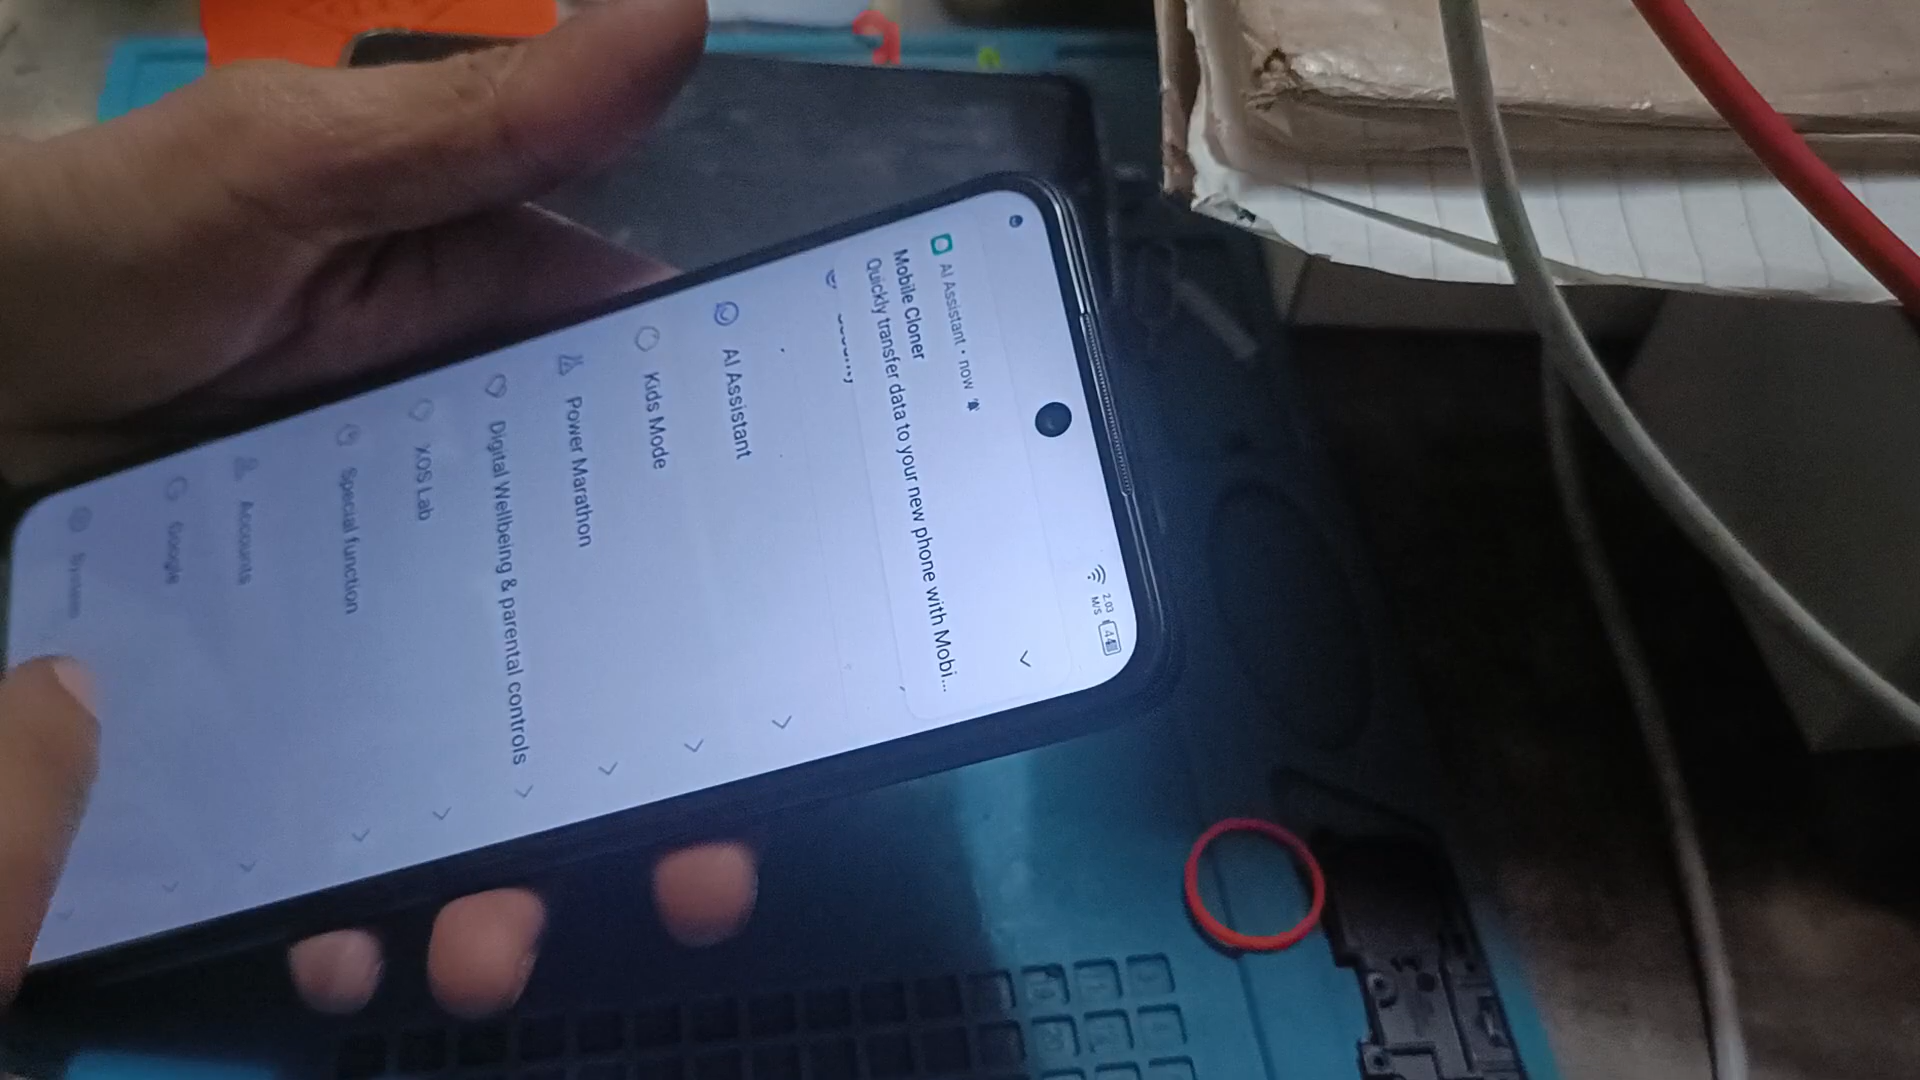 2.03
M/S
44
AI Assistant • now
Mobile Cloner
Quickly transfer data to your new phone with Mobi...
AI Assistant
Kids Mode
Power Marathon
Digital Wellbeing & parental controls
XOS Lab
Special function
Accounts
Google
System